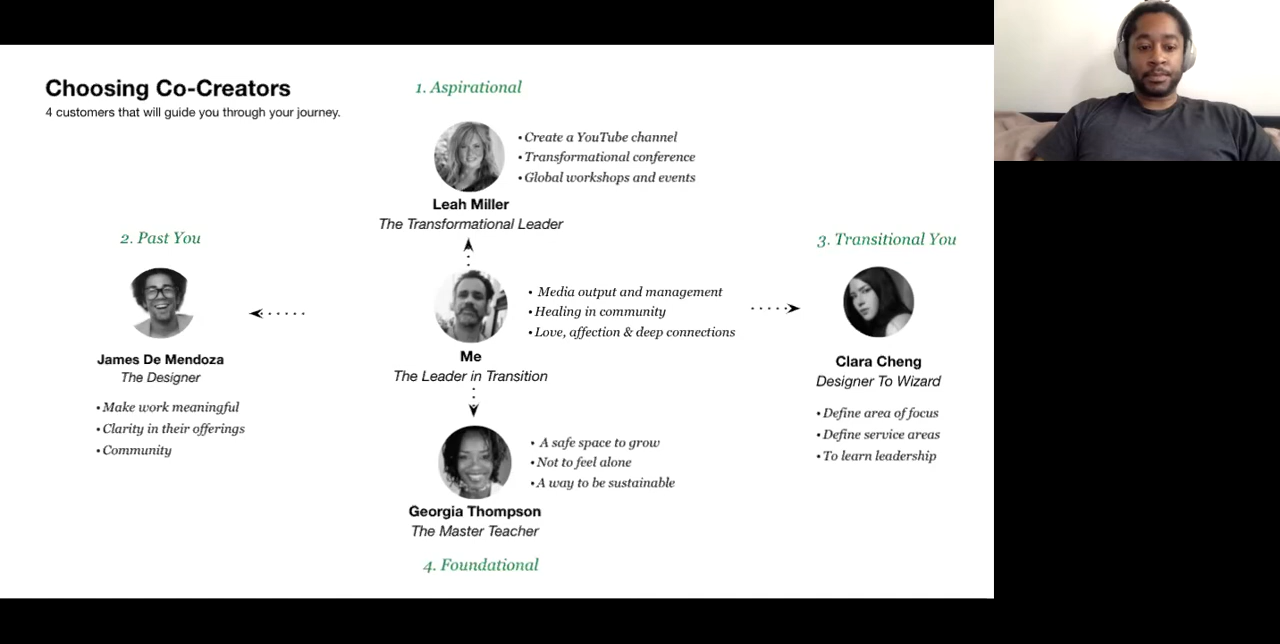 Choosing Co-Creators
4 customers that will guide you through your journey.
1. Aspirational
• Create a YouTube channel
• Transformational conference
• Global workshops and events
Leah Miller
The Transformational Leader
2. Past You
James De Mendoza
The Designer
• Make work meaningful
• Clarity in their offerings
• Community
• Media output and management
• Healing in community
• Love, affection & deep connections
Me
The Leader in Transition
3. Transitional You
Clara Cheng
Designer To Wizard
• Define area of focus
• Define service areas
• To learn leadership
• A safe space to grow
• Not to feel alone
• A way to be sustainable
Georgia Thompson
The Master Teacher
4. Foundational